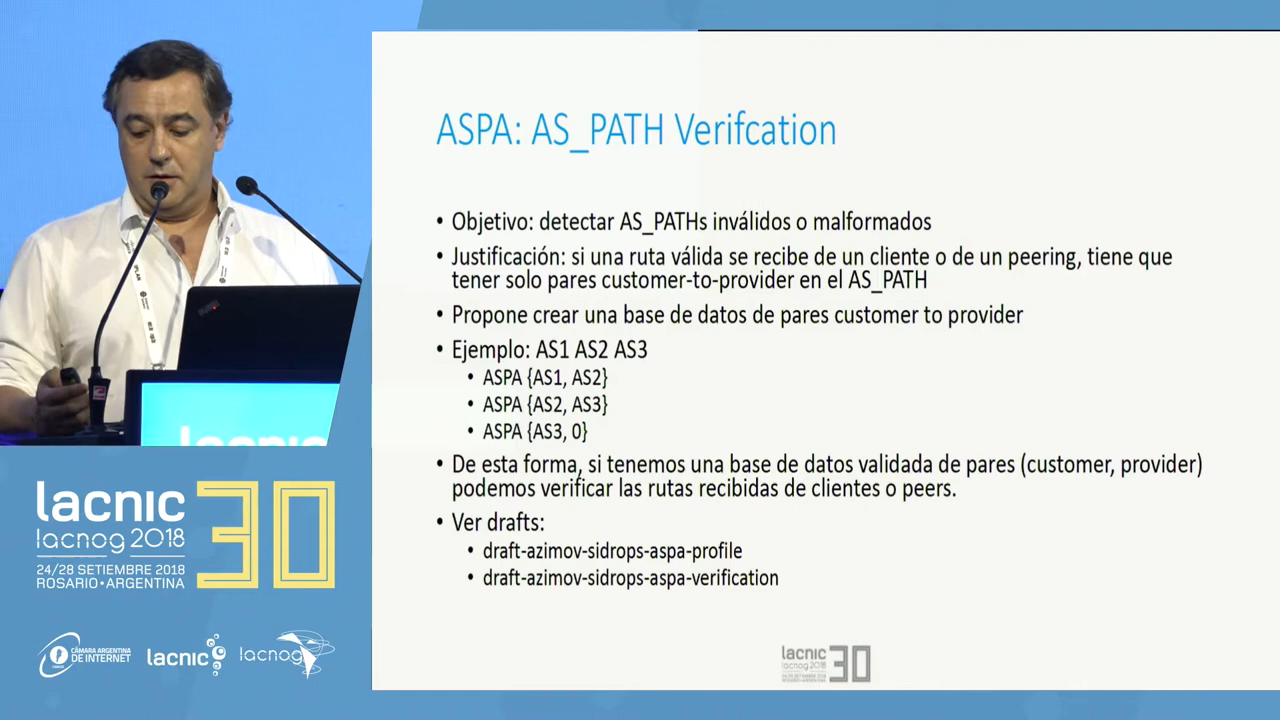 ASPA: AS_PATH Verifcation
• Objetivo: detectar AS_PATHs inválidos o malformados
• Justificación: si una ruta válida se recibe de un cliente o de un peering, tiene que
tener solo pares customer-to-provider en el AS_PATH
• Propone crear una base de datos de pares customer to provider
• Ejemplo: AS1 AS2 AS3
• ASPA {AS1, AS2}
• ASPA {AS2, AS3}
• ASPA {AS3, 0}
• De esta forma, si tenemos una base de datos validada de pares (customer, provider)
podemos verificar las rutas recibidas de clientes o peers.
• Ver drafts:
• draft-azimov-sidrops-aspa-profile
• draft-azimov-sidrops-aspa-verification
lacnic 30
lacnog 2018
lacnic
lacnic 30
lacnog 2018
24/28 SETIEMBRE 2018
ROSARIO•ARGENTINA
CÁMARA ARGENTINA
DE INTERNET
lacnic
lacnog